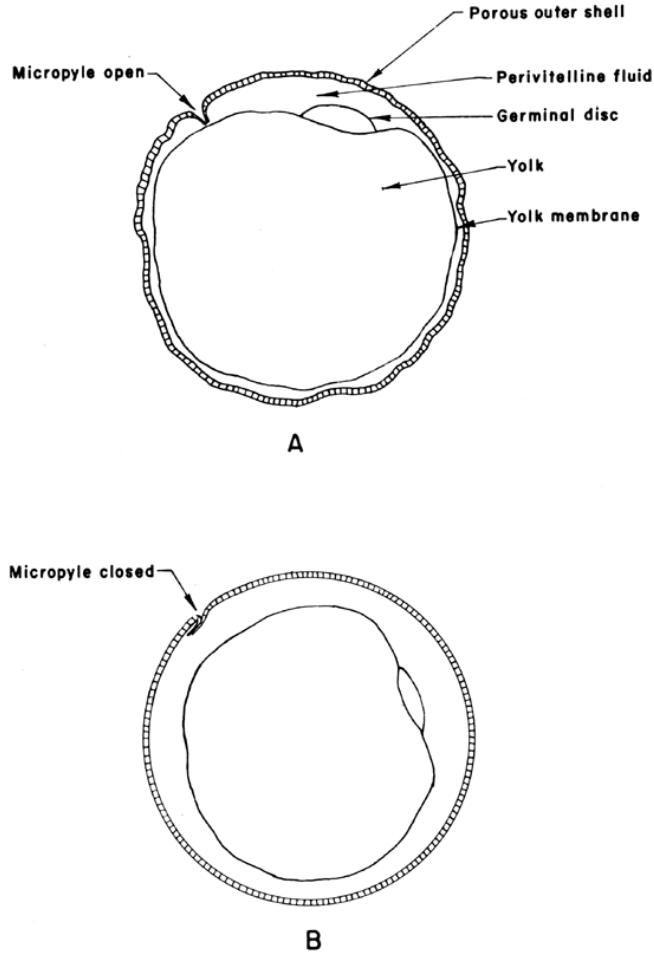 Porous outer shell
Micropyle open
Perivitelline fluid
Germinal disc
Yolk
Yolk membrane
A
Micropyle closed
B